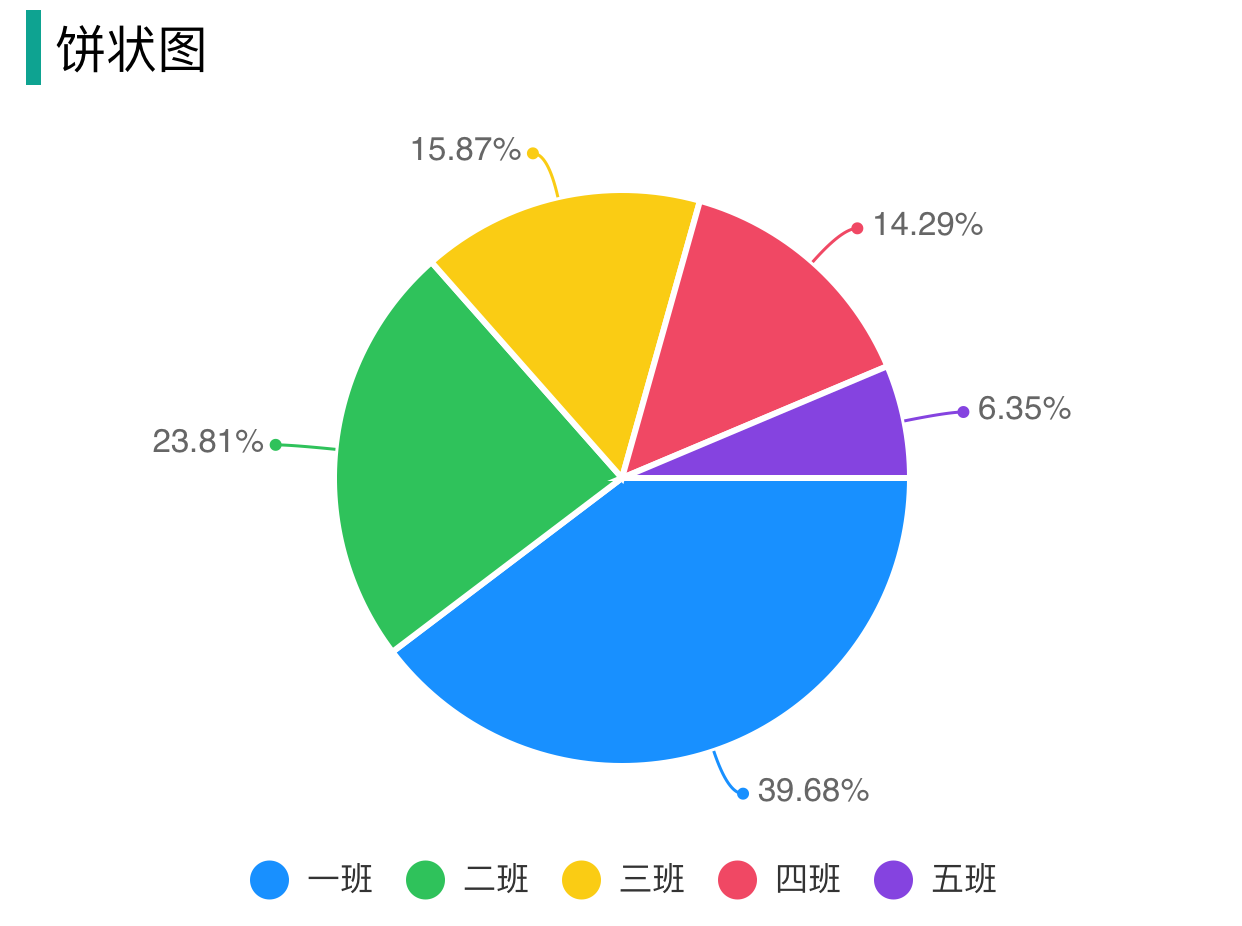 饼状图
15.87%
14.29%
6.35%
23.81%
39.68%
一班 二班 三班 四班 五班